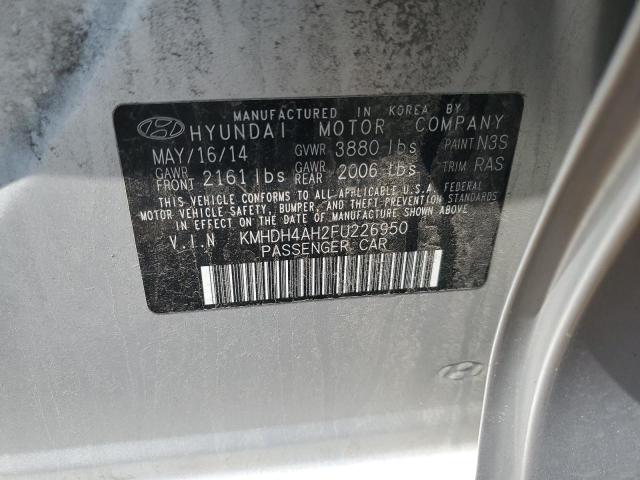 MANUFACTURED IN KOREA BY
HYUNDAI MOTOR COMPANY
MAY/16/14 GVWR 3880 lbs PAINT N3S
GAWR FRONT 2161 lbs GAWR REAR 2006 lbs TRIM RAS
THIS VEHICLE CONFORMS TO ALL APPLICABLE U.S.A. FEDERAL
MOTOR VEHICLE SAFETY, BUMPER, AND THEFT PREVENTION STANDARDS
IN EFFECT ON THE DATE OF MANUFACTURE SHOWN ABOVE.
V.I.N KMHDH4AH2FU226950
PASSENGER CAR